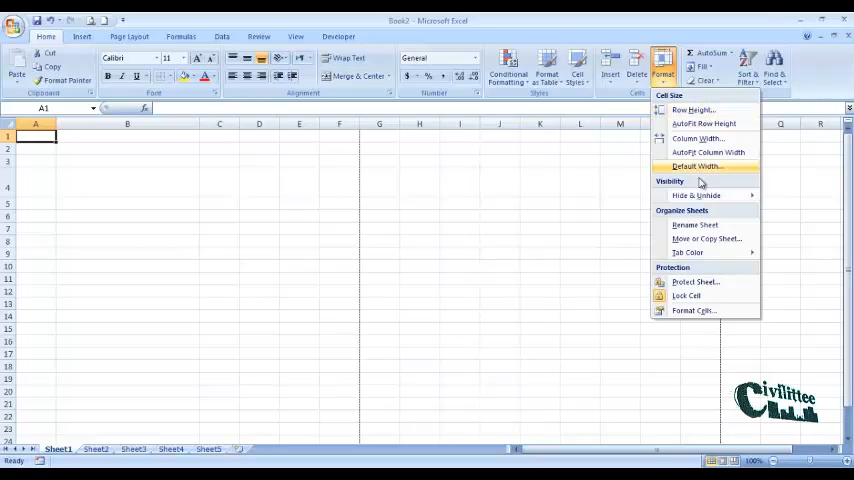 Book2 - Microsoft Excel
Home Insert Page Layout Formulas Data Review View Developer
Cut
Copy
Format Painter
Paste
Clipboard
Calibri 11
Font
Wrap Text
Merge & Center
Alignment
General
Number
Conditional Formatting
Format as Table
Cell Styles
Styles
Insert Delete Format
AutoSum
Fill
Clear
Sort & Filter
Find & Select
A1
Cell Size
Row Height...
AutoFit Row Height
Column Width...
AutoFit Column Width
Default Width...
Visibility
Hide & Unhide
Organize Sheets
Rename Sheet
Move or Copy Sheet...
Tab Color
Protection
Protect Sheet...
Lock Cell
Format Cells...
A B C D E F G H I J K L M Q R
1
2
3
4
5
6
7
8
9
10
11
12
13
14
15
16
17
18
19
20
21
22
23
24
Civilittee
Sheet1 Sheet2 Sheet3 Sheet4 Sheet5
Ready
100%